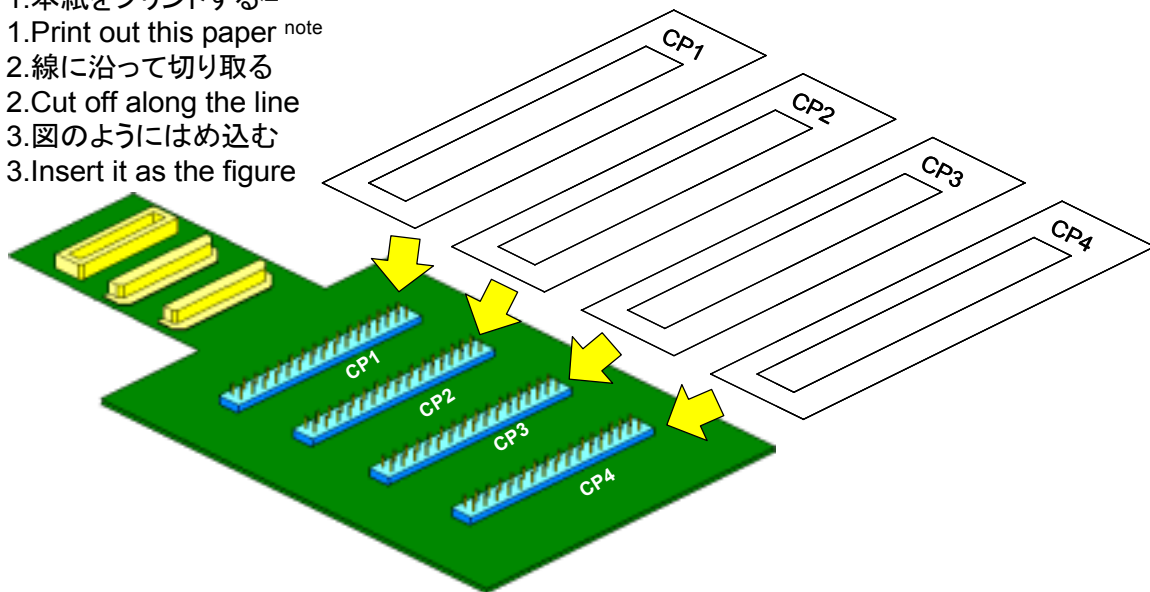 1.本紙をプリントする注
1.Print out this paper note
2.線に沿って切り取る
2.Cut off along the line
3.図のようにはめ込む
3.Insert it as the figure
CP1
CP2
CP3
CP4
CP1
CP2
CP3
CP4